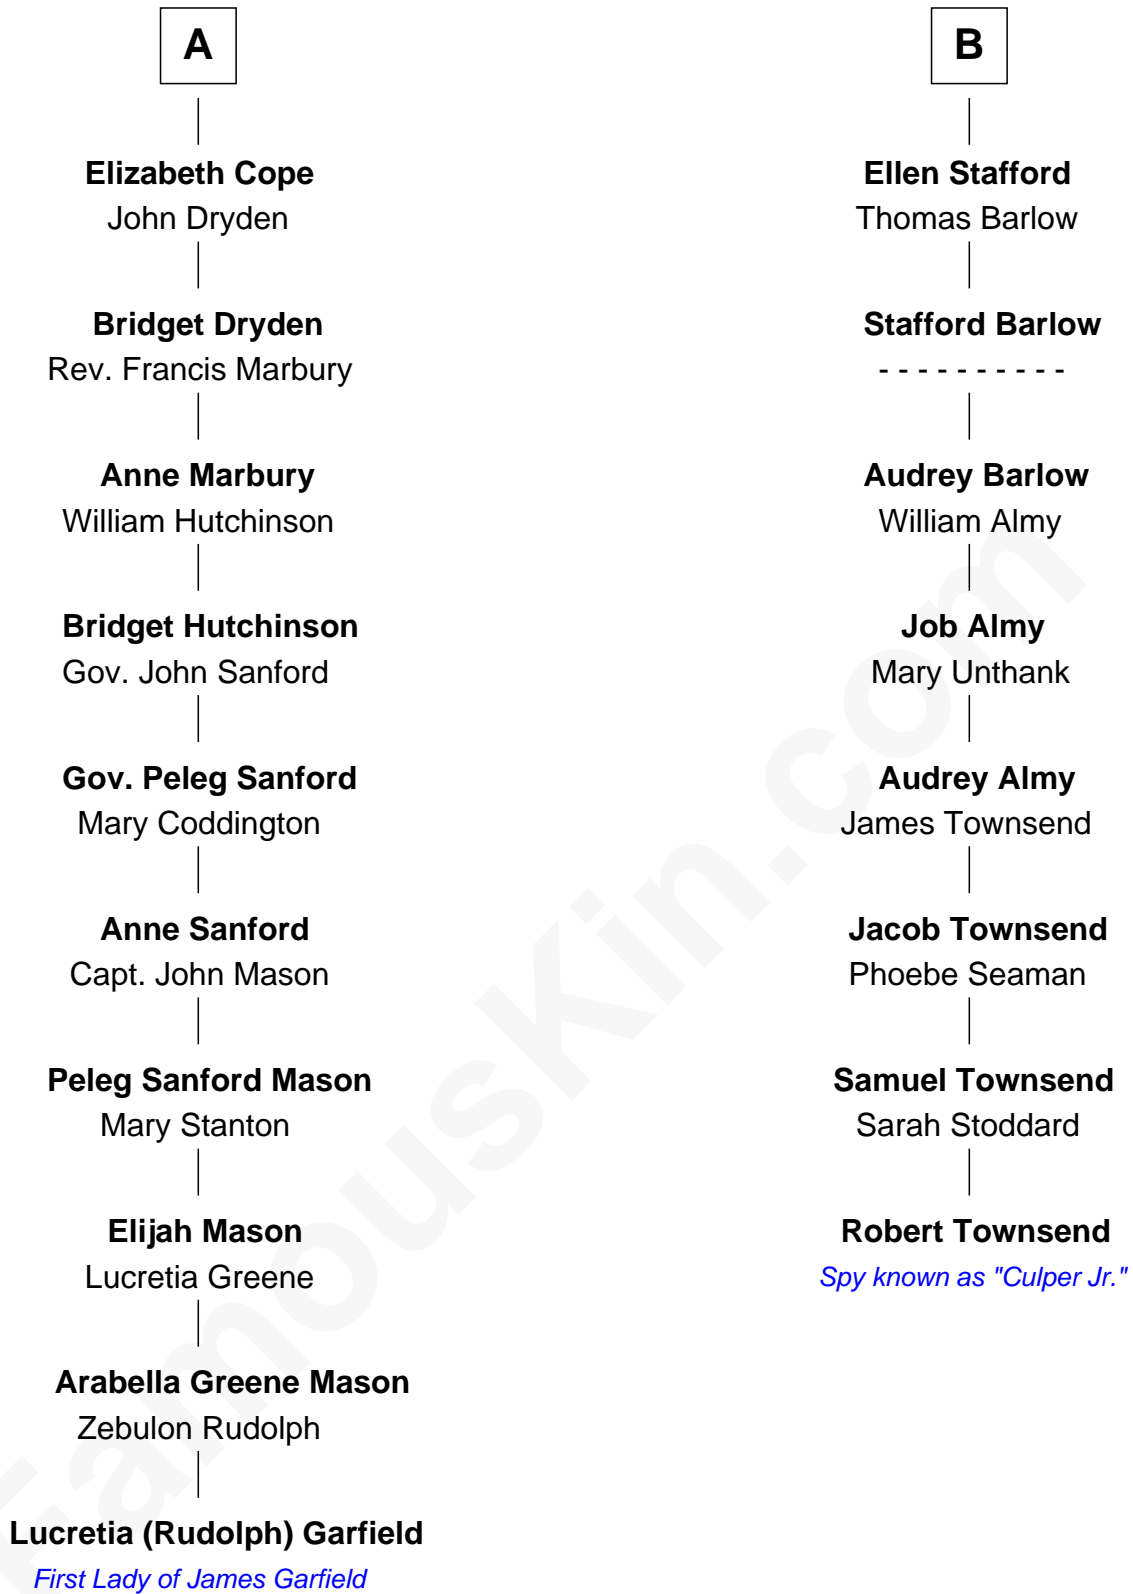 A
Elizabeth Cope
John Dryden
Bridget Dryden
Rev. Francis Marbury
Anne Marbury
William Hutchinson
Bridget Hutchinson
Gov. John Sanford
Gov. Peleg Sanford
Mary Coddington
Anne Sanford
Capt. John Mason
Peleg Sanford Mason
Mary Stanton
Elijah Mason
Lucretia Greene
Arabella Greene Mason
Zebulon Rudolph
Lucretia (Rudolph) Garfield
First Lady of James Garfield
B
Ellen Stafford
Thomas Barlow
Stafford Barlow
- - - - - - - - - -
Audrey Barlow
William Almy
Job Almy
Mary Unthank
Audrey Almy
James Townsend
Jacob Townsend
Phoebe Seaman
Samuel Townsend
Sarah Stoddard
Robert Townsend
Spy known as "Culper Jr."
FamousKin.com